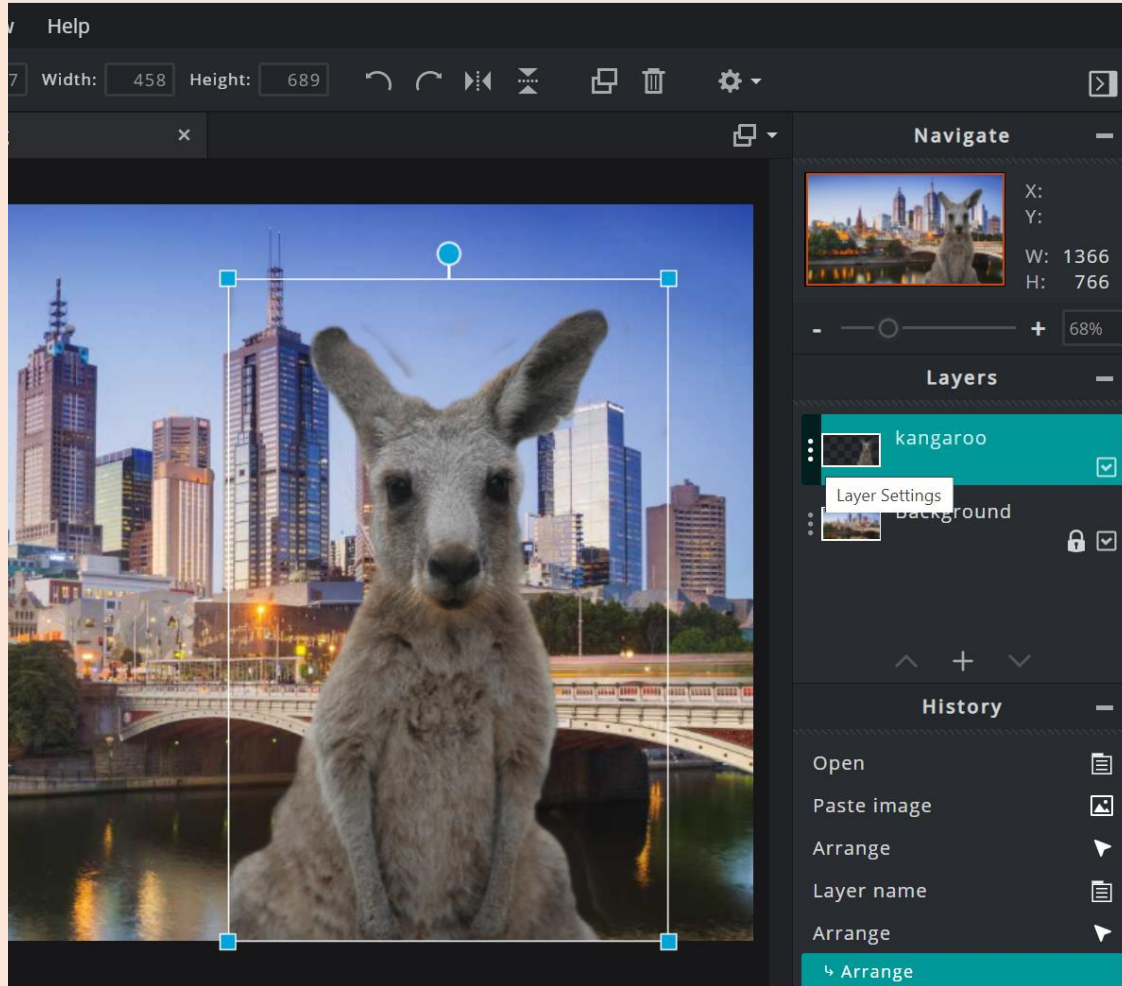 Help
7 Width: 458 Height: 689
Navigate
X:
Y:
W: 1366
H: 766
- + 68%
Layers
kangaroo
Layer Settings
Background
History
Open
Paste image
Arrange
Layer name
Arrange
Arrange